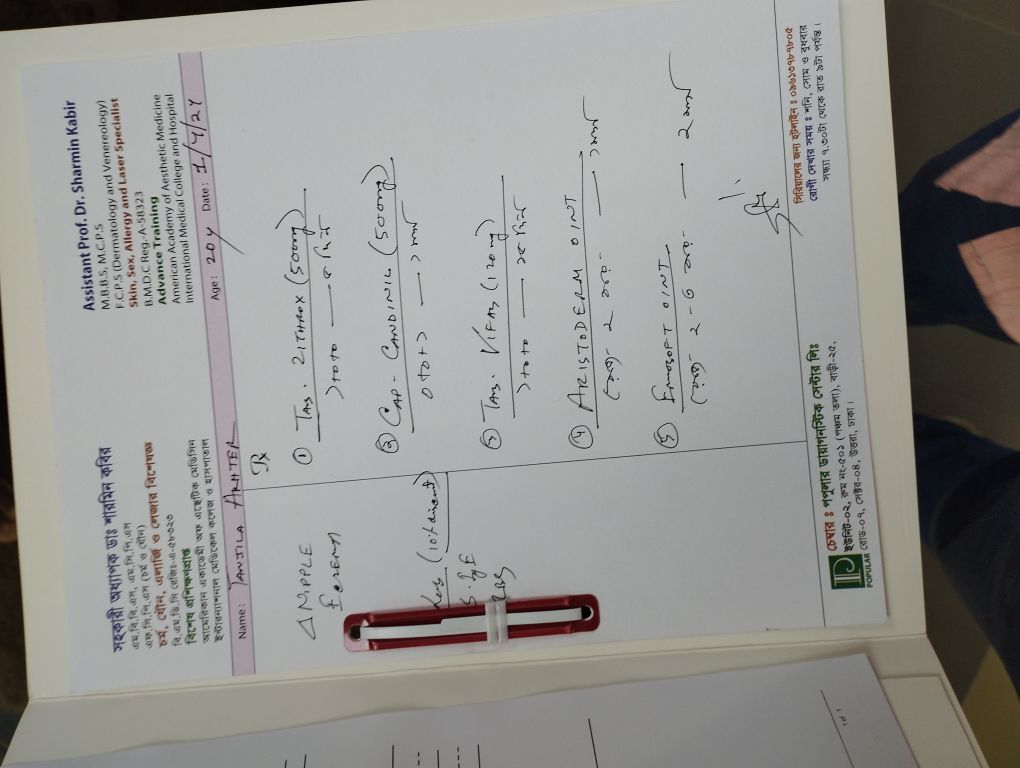 সহকারী অধ্যাপক ডাঃ শারমিন কবির
এম.বি.বি.এস, এম.সি.পি.এস
এফ.সি.পি.এস (চর্ম ও যৌন)
চর্ম, যৌন, এলার্জি ও লেজার বিশেষজ্ঞ
বি.এম.ডি.সি রেজিঃ-এ-৫৮৩২৩
বিশেষ প্রশিক্ষণপ্রাপ্ত
আমেরিকান একাডেমী অফ এস্থেটিক মেডিসিন
ইন্টারন্যাশনাল মেডিকেল কলেজ ও হাসপাতাল
Assistant Prof. Dr. Sharmin Kabir
M.B.B.S, M.C.P.S
F.C.P.S (Dermatology and Venereology)
Skin, Sex, Allergy and Laser Specialist
B.M.D.C Reg.-A-58323
Advance Training
American Academy of Aesthetic Medicine
International Medical College and Hospital
Name: TANJILA AKHTER Age: 20y Date: 1/4/24
Δ NIPPLE
Eczema
(10% discount)
S. IgE
RBS
Rx
① TAB. ZITHROX (500mg)
১+০+০ — ৫ দিন
② CAP- (500mg)
০+০+১ — ১ মাস
③ TAB. (120mg)
১+০+০ — ১৫ দিন
④ ARISTODERM OINT
২ বার — ১ মাস
⑤ EMOSOFT OINT
২-৩ বার — ২ মাস
POPULAR
চেম্বার ঃ পপুলার ডায়াগনস্টিক সেন্টার লিঃ
ইউনিট-০২, রুম নং-৫০১ (পঞ্চম তলা), বাড়ী-২৫,
রোড-০৭, সেক্টর-০৪, উত্তরা, ঢাকা।
সিরিয়ালের জন্য হটলাইন ঃ ০৯৬১৩৭৮৭৮০৫
রোগী দেখার সময় ঃ শনি, সোম ও বুধবার
সন্ধ্যা ৭.৩০টা থেকে রাত ৯টা পর্যন্ত।